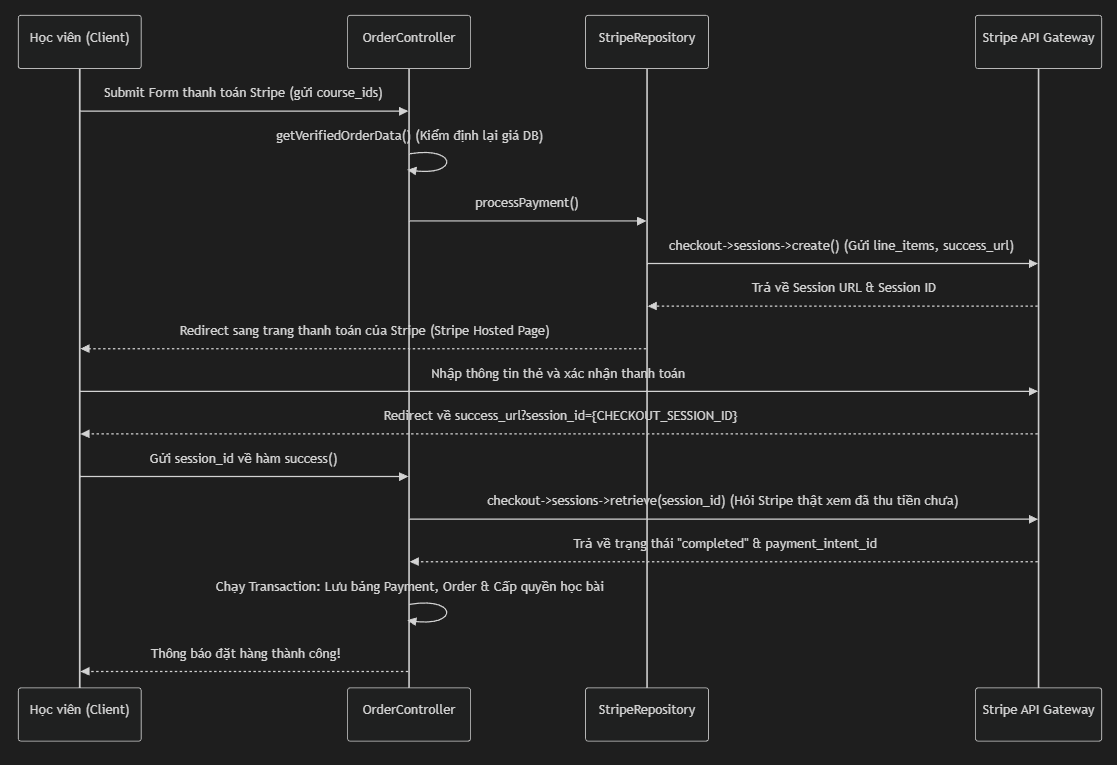 Học viên (Client)
OrderController
StripeRepository
Stripe API Gateway
Submit Form thanh toán Stripe (gửi course_ids)
getVerifiedOrderData() (Kiểm định lại giá DB)
processPayment()
checkout->sessions->create() (Gửi line_items, success_url)
Trả về Session URL & Session ID
Redirect sang trang thanh toán của Stripe (Stripe Hosted Page)
Nhập thông tin thẻ và xác nhận thanh toán
Redirect về success_url?session_id={CHECKOUT_SESSION_ID}
Gửi session_id về hàm success()
checkout->sessions->retrieve(session_id) (Hỏi Stripe thật xem đã thu tiền chưa)
Trả về trạng thái "completed" & payment_intent_id
Chạy Transaction: Lưu bảng Payment, Order & Cấp quyền học bài
Thông báo đặt hàng thành công!
Học viên (Client)
OrderController
StripeRepository
Stripe API Gateway